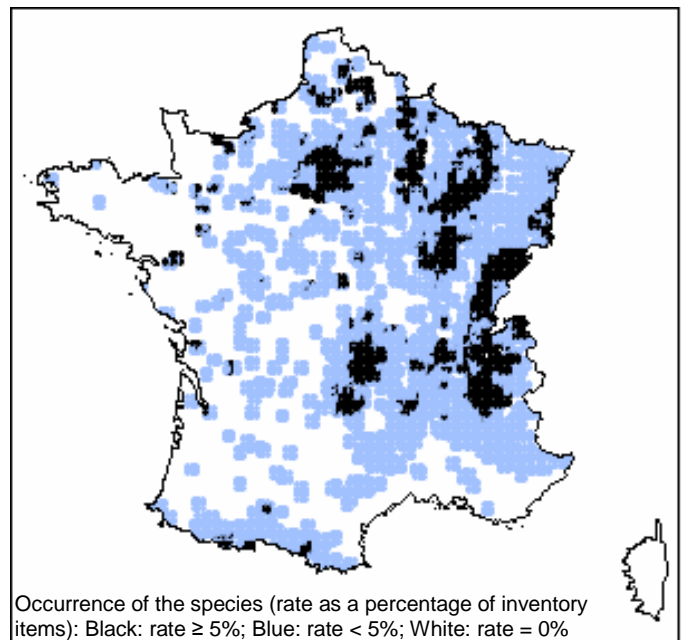 Occurrence of the species (rate as a percentage of inventory
items): Black: rate ≥ 5%; Blue: rate < 5%; White: rate = 0%